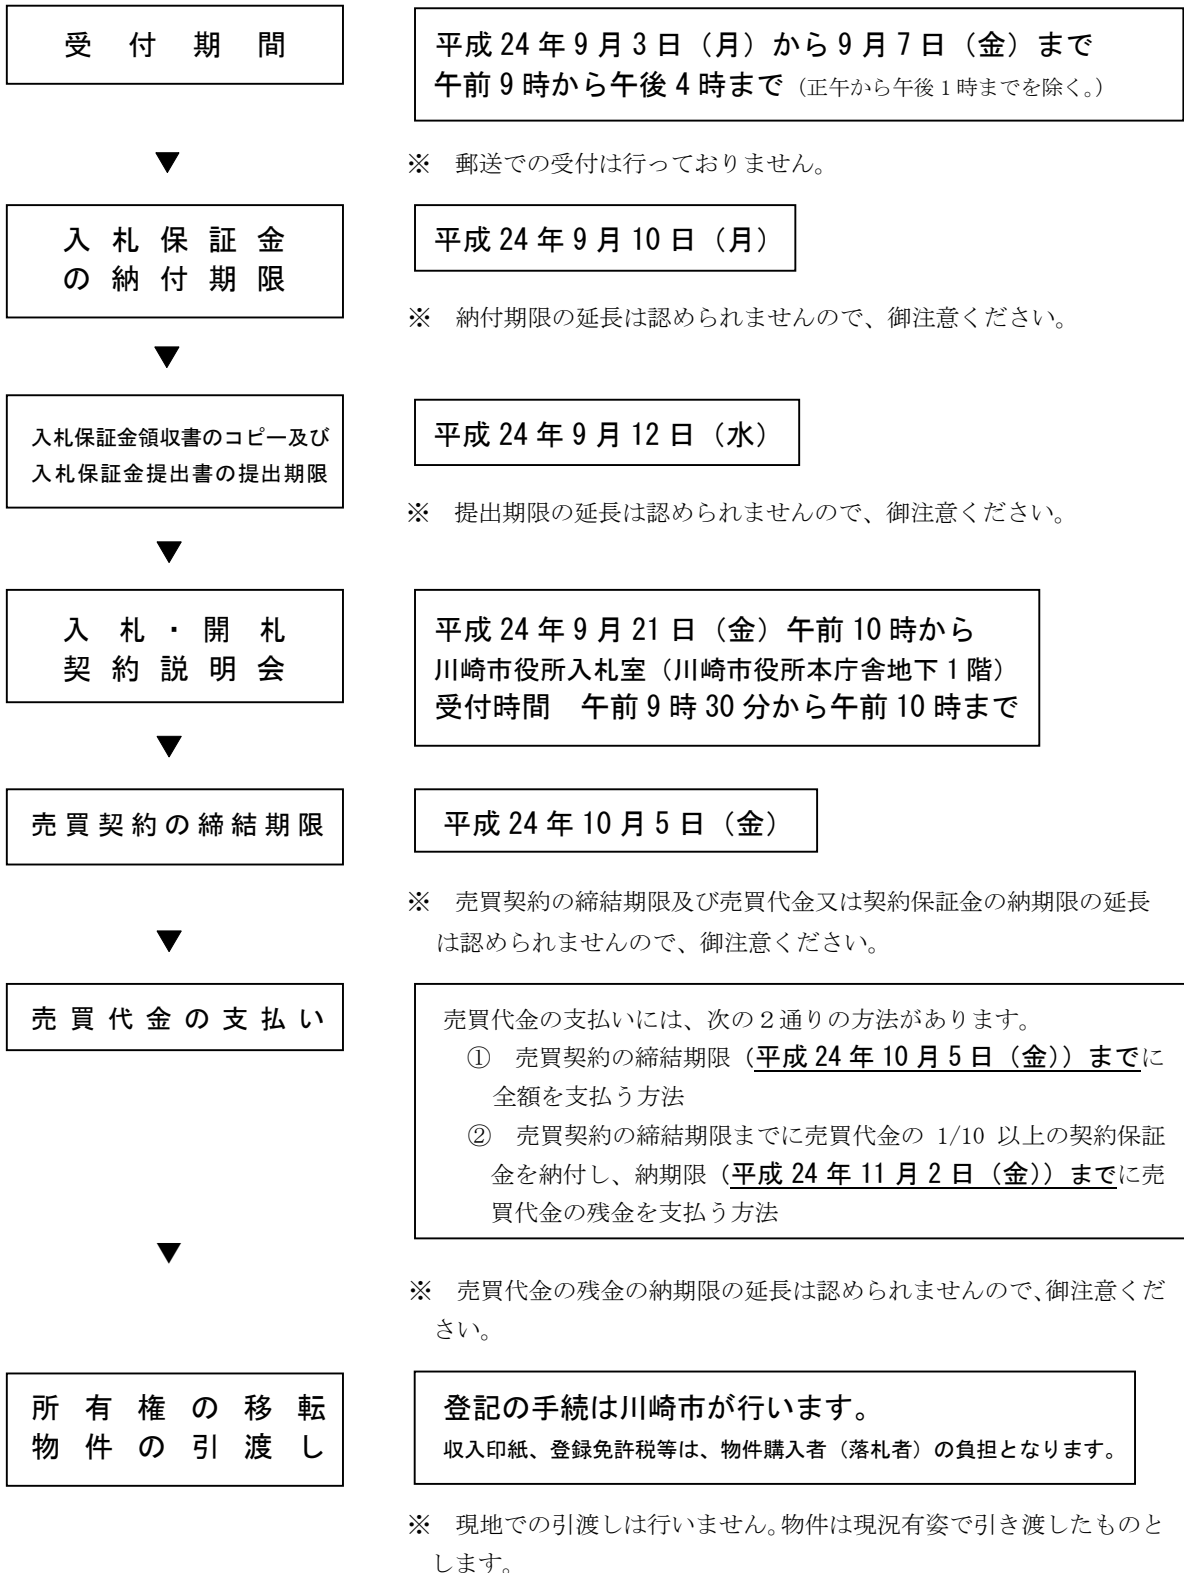 受付期間
平成 24 年 9 月 3 日（月）から 9 月 7 日（金）まで
午前 9 時から午後 4 時まで（正午から午後 1 時までを除く。）
▼
※　郵送での受付は行っておりません。
入札保証金
の納付期限
平成 24 年 9 月 10 日（月）
※　納付期限の延長は認められませんので、御注意ください。
▼
入札保証金領収書のコピー及び
入札保証金提出書の提出期限
平成 24 年 9 月 12 日（水）
※　提出期限の延長は認められませんので、御注意ください。
▼
入札・開札
契約説明会
平成 24 年 9 月 21 日（金）午前 10 時から
川崎市役所入札室（川崎市役所本庁舎地下 1 階）
受付時間　午前 9 時 30 分から午前 10 時まで
▼
売買契約の締結期限
平成 24 年 10 月 5 日（金）
※　売買契約の締結期限及び売買代金又は契約保証金の納期限の延長
は認められませんので、御注意ください。
▼
売買代金の支払い
売買代金の支払いには、次の２通りの方法があります。
①　売買契約の締結期限（平成 24 年 10 月 5 日（金））までに
全額を支払う方法
②　売買契約の締結期限までに売買代金の 1/10 以上の契約保証
金を納付し、納期限（平成 24 年 11 月 2 日（金））までに売
買代金の残金を支払う方法
▼
※　売買代金の残金の納期限の延長は認められませんので、御注意くだ
さい。
所有権の移転
物件の引渡し
登記の手続は川崎市が行います。
収入印紙、登録免許税等は、物件購入者（落札者）の負担となります。
※　現地での引渡しは行いません。物件は現況有姿で引き渡したものと
します。